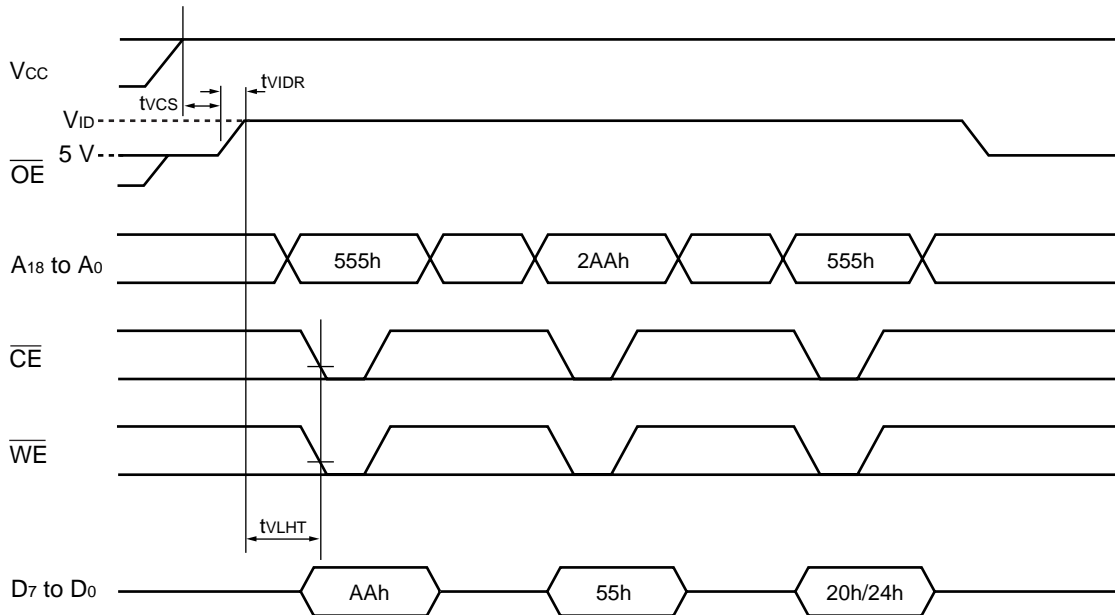 VCC
tVIDR
tVCS
VID
5 V
OE
A18 to A0
555h
2AAh
555h
CE
WE
tVLHT
D7 to D0
AAh
55h
20h/24h